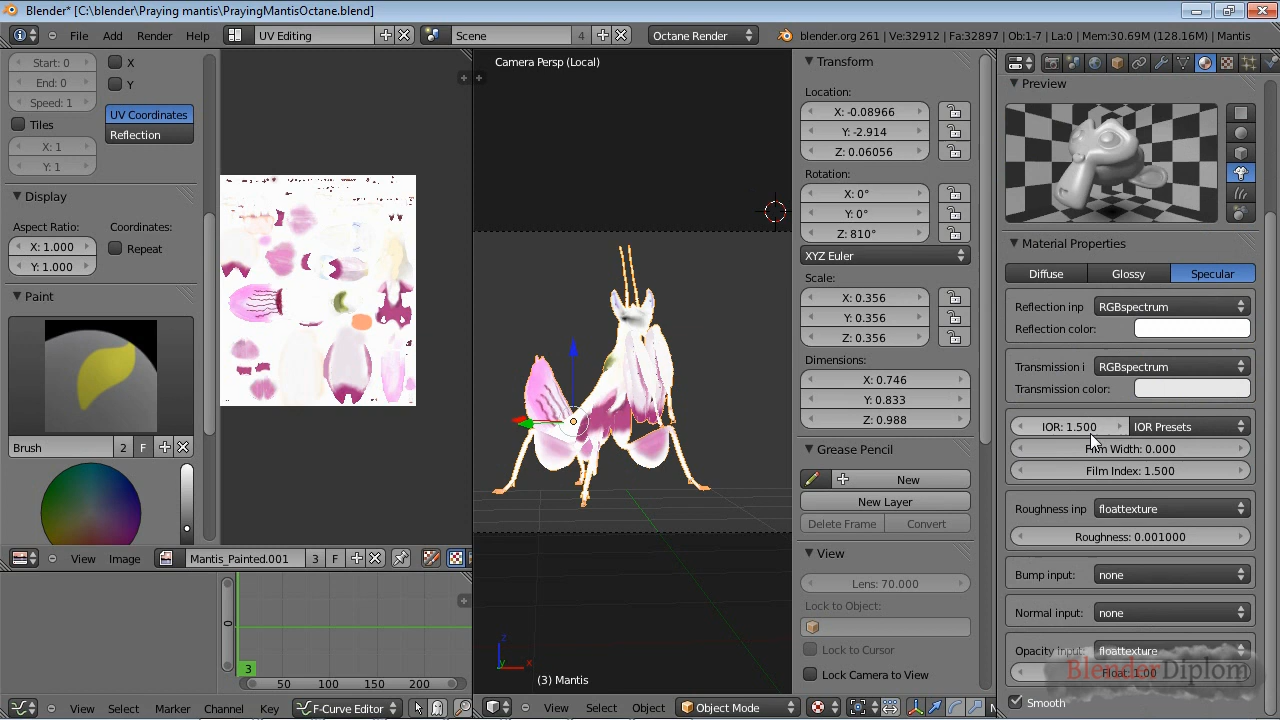 Blender* [C:\blender\Praying mantis\PrayingMantisOctane.blend]
File Add Render Help UV Editing Scene 4 Octane Render blender.org 261 | Ve:32912 | Fa:32897 | Ob:1-7 | La:0 | Mem:30.69M (128.16M) | Mantis
Start: 0
End: 0
Speed: 1
Tiles
X: 1
Y: 1
X
Y
UV Coordinates
Reflection
Display
Aspect Ratio:
X: 1.000
Y: 1.000
Coordinates:
Repeat
Paint
Brush 2 F
View Image Mantis_Painted.001 3 F
0
3
50 100 150 200
View Select Marker Channel Key F-Curve Editor
Camera Persp (Local)
z
y x
(3) Mantis
View Select Object Object Mode
Transform
Location:
X: -0.08966
Y: -2.914
Z: 0.06056
Rotation:
X: 0°
Y: 0°
Z: 810°
XYZ Euler
Scale:
X: 0.356
Y: 0.356
Z: 0.356
Dimensions:
X: 0.746
Y: 0.833
Z: 0.988
Grease Pencil
New
New Layer
Delete Frame Convert
View
Lens: 70.000
Lock to Object:
Lock to Cursor
Lock Camera to View
Preview
Material Properties
Diffuse Glossy Specular
Reflection inp RGBspectrum
Reflection color:
Transmission i RGBspectrum
Transmission color:
IOR: 1.500 IOR Presets
Film Width: 0.000
Film Index: 1.500
Roughness inp floattexture
Roughness: 0.001000
Bump input: none
Normal input: none
Opacity input: floattexture
Float: 1.00
BlenderDiplom
Smooth